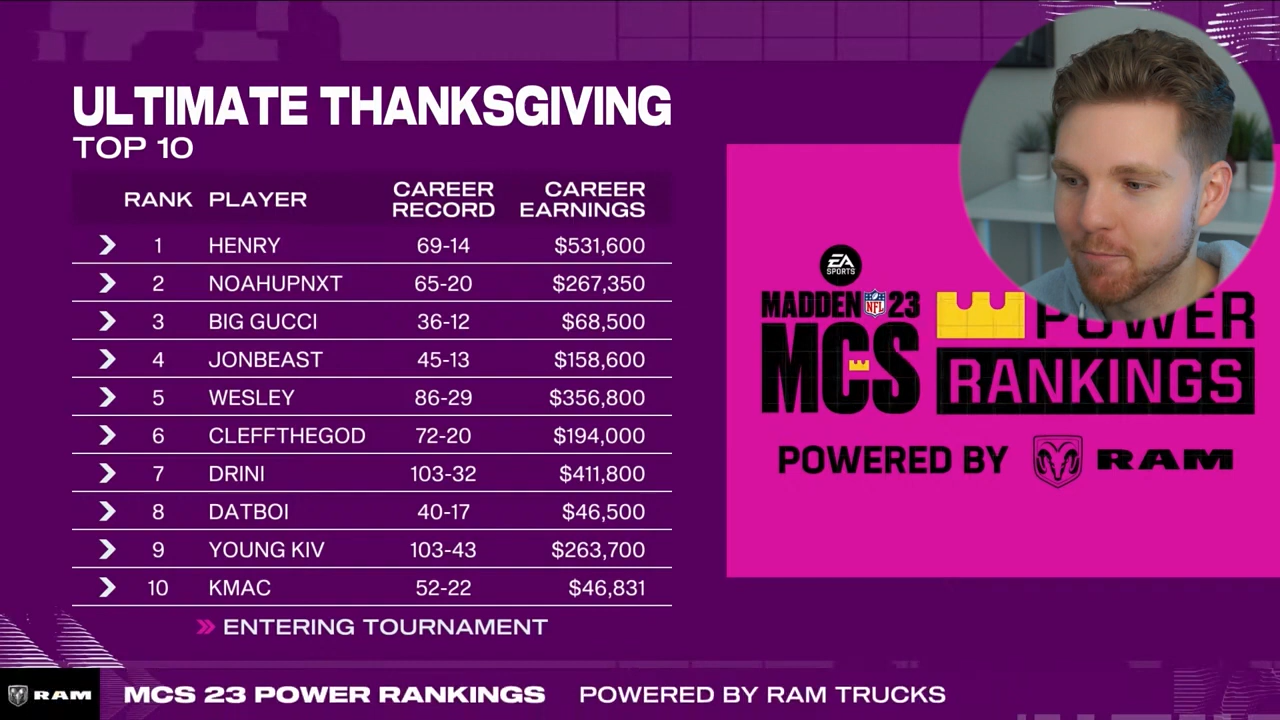 ULTIMATE THANKSGIVING
TOP 10
RANK PLAYER CAREER RECORD CAREER EARNINGS
1 HENRY 69-14 $531,600
2 NOAHUPNXT 65-20 $267,350
3 BIG GUCCI 36-12 $68,500
4 JONBEAST 45-13 $158,600
5 WESLEY 86-29 $356,800
6 CLEFFTHEGOD 72-20 $194,000
7 DRINI 103-32 $411,800
8 DATBOI 40-17 $46,500
9 YOUNG KIV 103-43 $263,700
10 KMAC 52-22 $46,831
» ENTERING TOURNAMENT
EA SPORTS
MADDEN NFL 23
MCS
POWER
RANKINGS
POWERED BY RAM
RAM MCS 23 POWER RANKINGS POWERED BY RAM TRUCKS